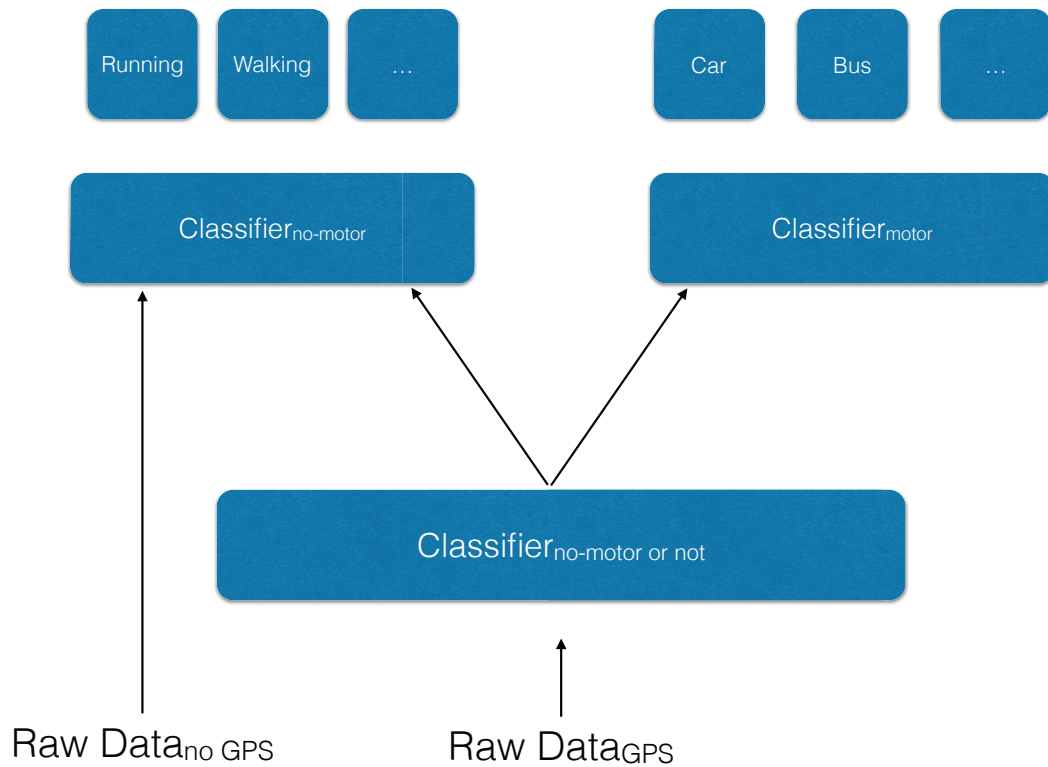 Running Walking ... Car Bus ...
Classifierno-motor Classifiermotor
Classifierno-motor or not
Raw Datano GPS Raw DataGPS